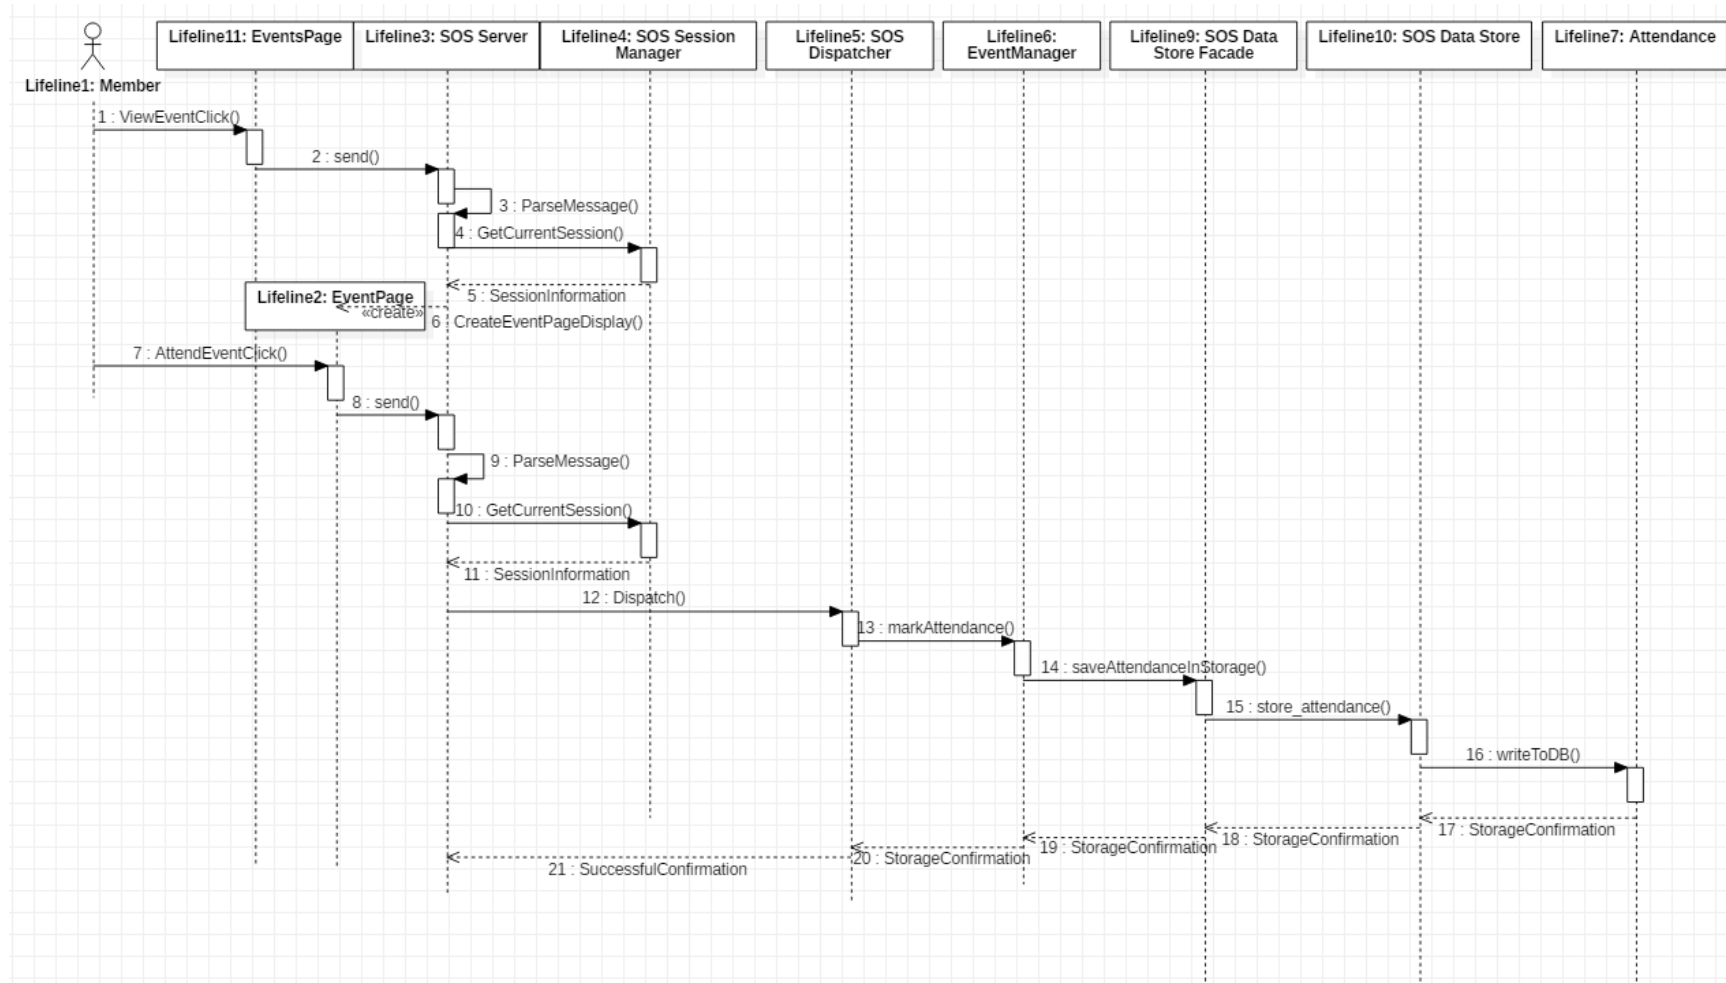 Lifeline1: Member
Lifeline11: EventsPage
Lifeline3: SOS Server
Lifeline4: SOS Session
Manager
Lifeline5: SOS
Dispatcher
Lifeline6:
EventManager
Lifeline9: SOS Data
Store Facade
Lifeline10: SOS Data Store
Lifeline7: Attendance
1 : ViewEventClick()
2 : send()
3 : ParseMessage()
4 : GetCurrentSession()
5 : SessionInformation
Lifeline2: EventPage
«create»
6 : CreateEventPageDisplay()
7 : AttendEventClick()
8 : send()
9 : ParseMessage()
10 : GetCurrentSession()
11 : SessionInformation
12 : Dispatch()
13 : markAttendance()
14 : saveAttendanceInStorage()
15 : store_attendance()
16 : writeToDB()
17 : StorageConfirmation
18 : StorageConfirmation
19 : StorageConfirmation
20 : StorageConfirmation
21 : SuccessfulConfirmation